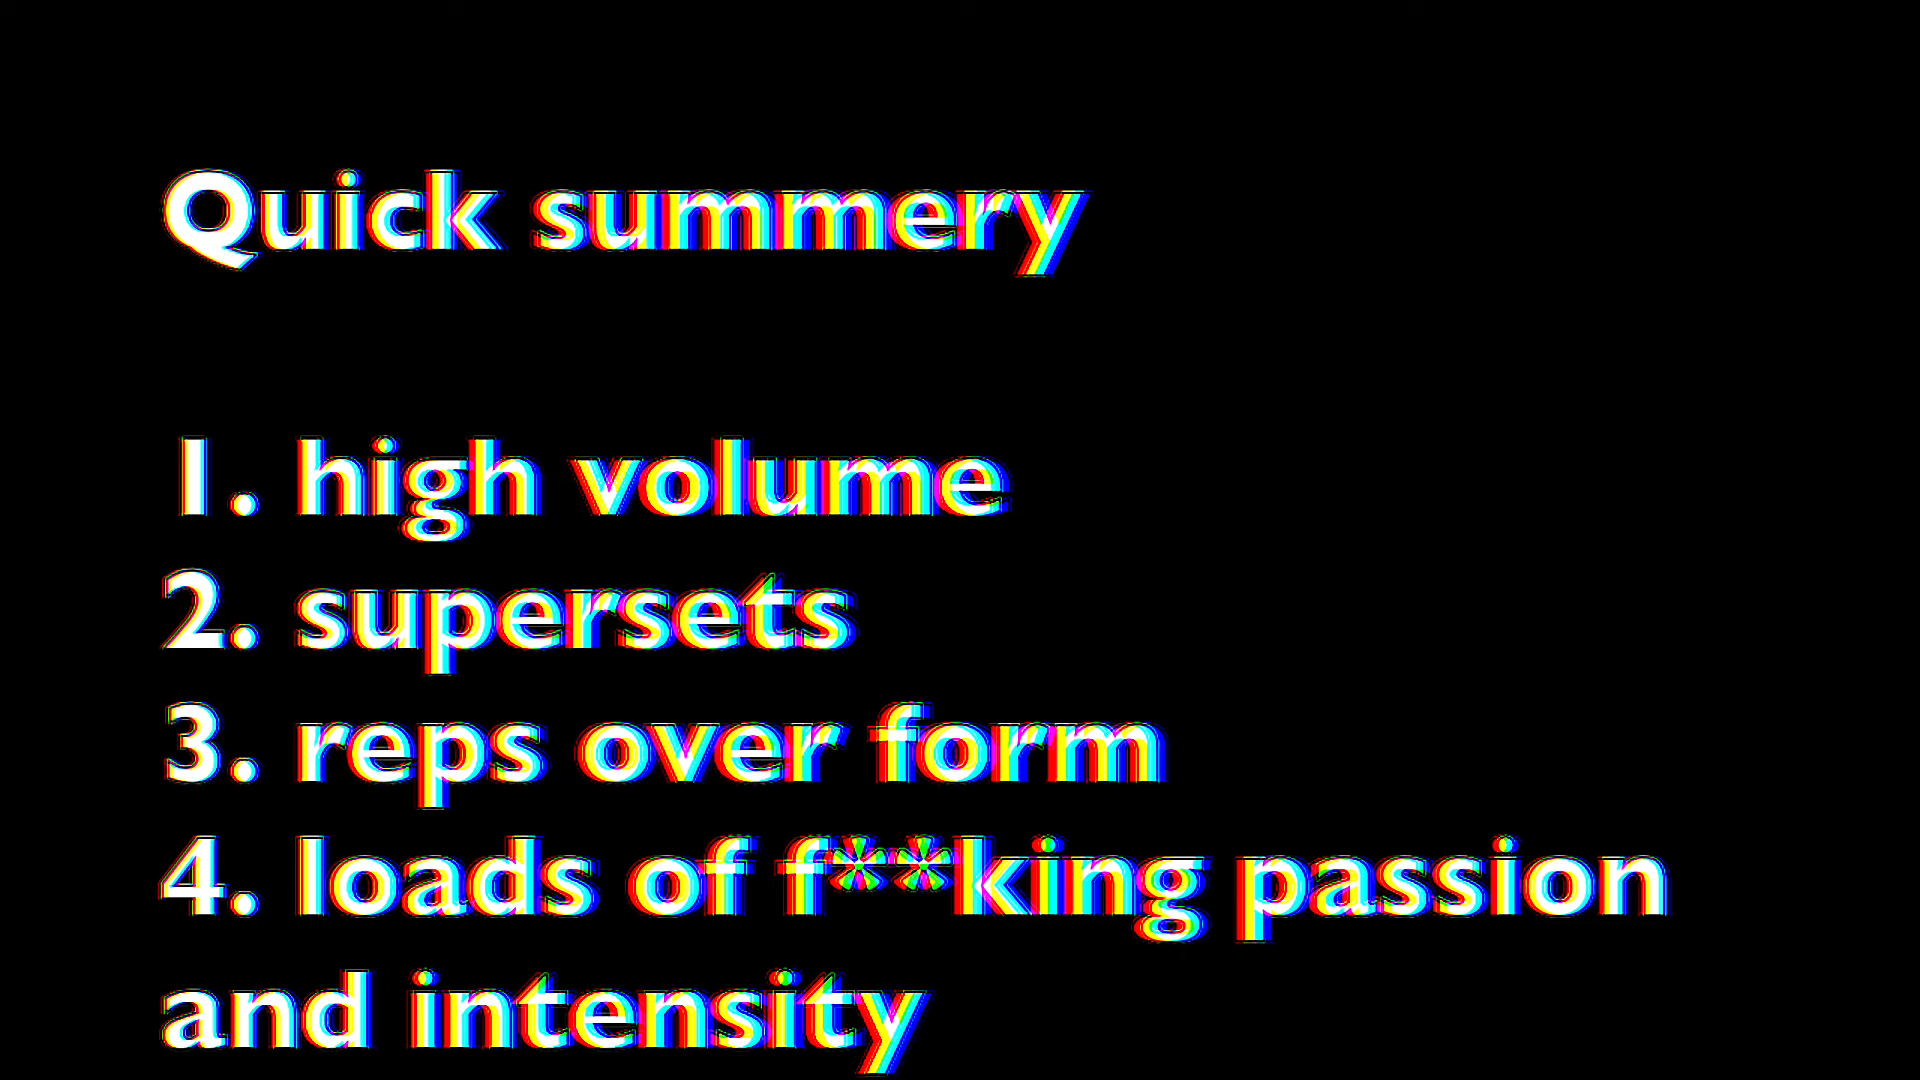 Quick summery
1. high volume
2. supersets
3. reps over form
4. loads of f**king passion
and intensity